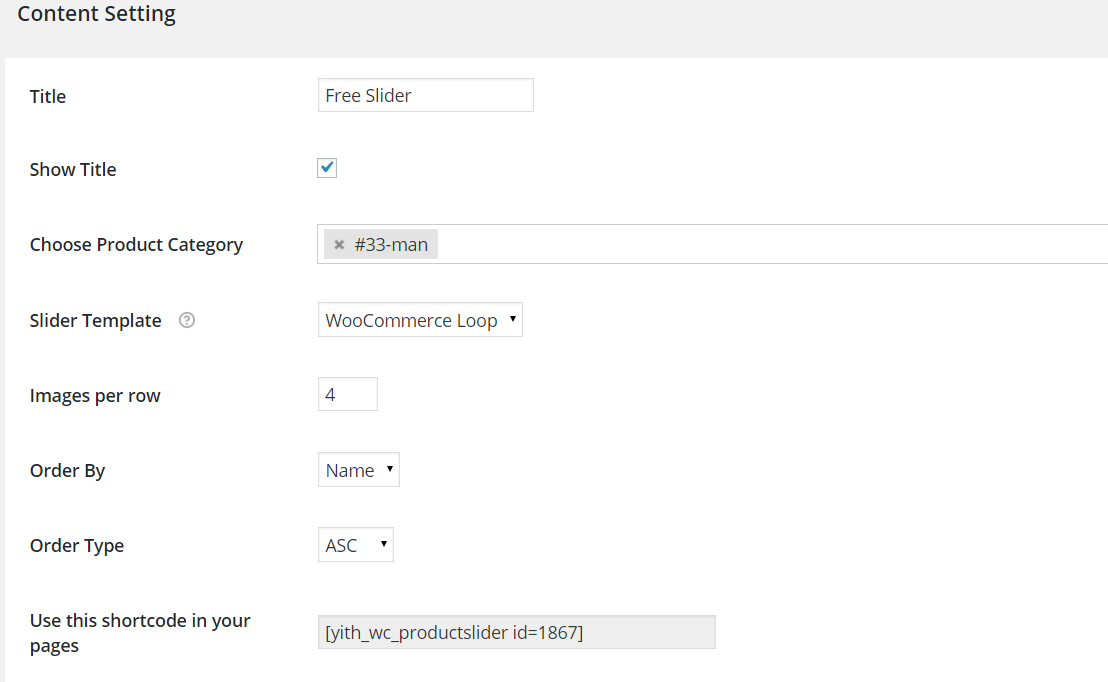 Content Setting
Title
Free Slider
Show Title
Choose Product Category
× #33-man
Slider Template ?
WooCommerce Loop
Images per row
4
Order By
Name
Order Type
ASC
Use this shortcode in your
pages
[yith_wc_productslider id=1867]